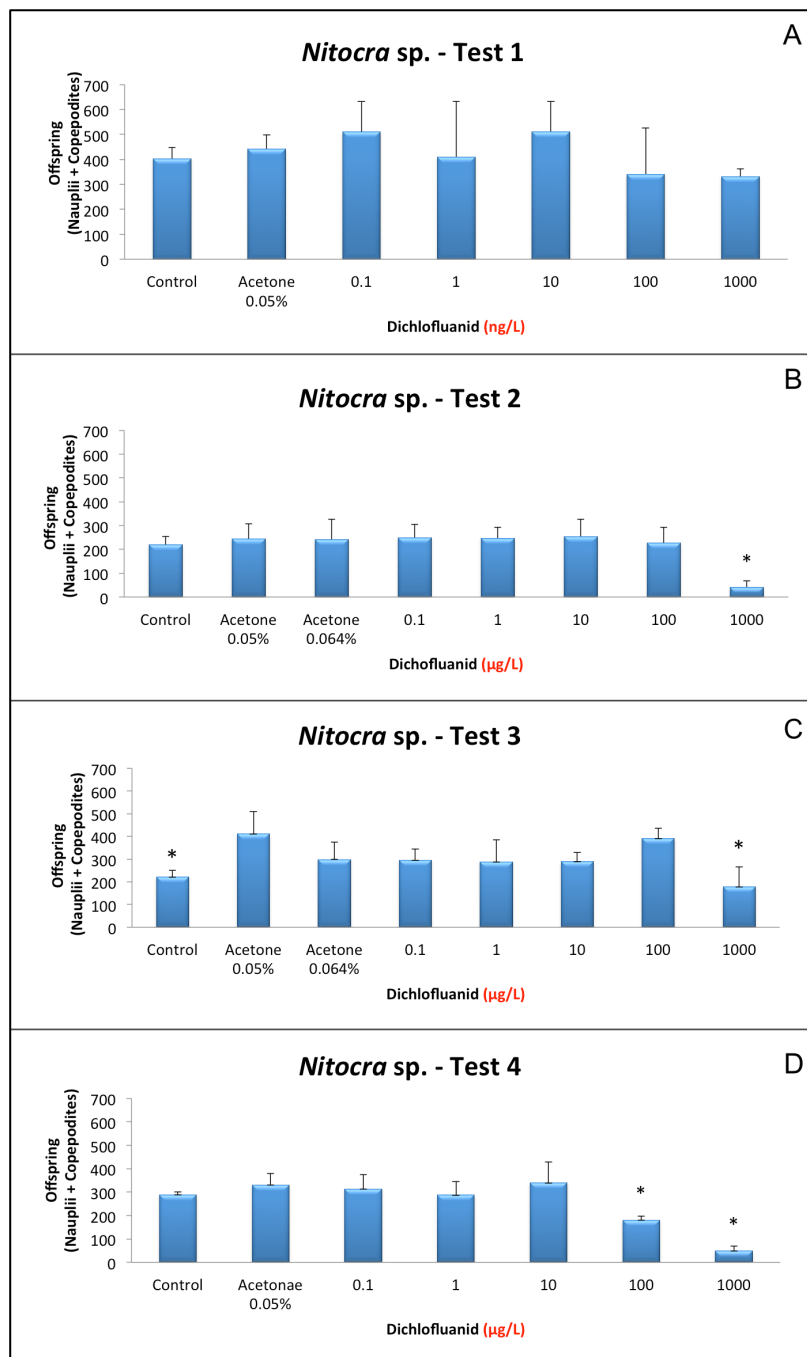 A
Nitocra sp. - Test 1
Offspring
(Nauplii + Copepodites)
700
600
500
400
300
200
100
0
Control
Acetone
0.05%
0.1
1
10
100
1000
Dichlofluanid (ng/L)
B
Nitocra sp. - Test 2
Offspring
(Nauplii + Copepodites)
700
600
500
400
300
200
100
0
*
Control
Acetone
0.05%
Acetone
0.064%
0.1
1
10
100
1000
Dichofluanid (µg/L)
C
Nitocra sp. - Test 3
Offspring
(Nauplii + Copepodites)
700
600
500
400
300
200
100
0
*
*
Control
Acetone
0.05%
Acetone
0.064%
0.1
1
10
100
1000
Dichlofluanid (µg/L)
D
Nitocra sp. - Test 4
Offspring
(Nauplii + Copepodites)
700
600
500
400
300
200
100
0
*
*
Control
Acetonae
0.05%
0.1
1
10
100
1000
Dichlofluanid (µg/L)